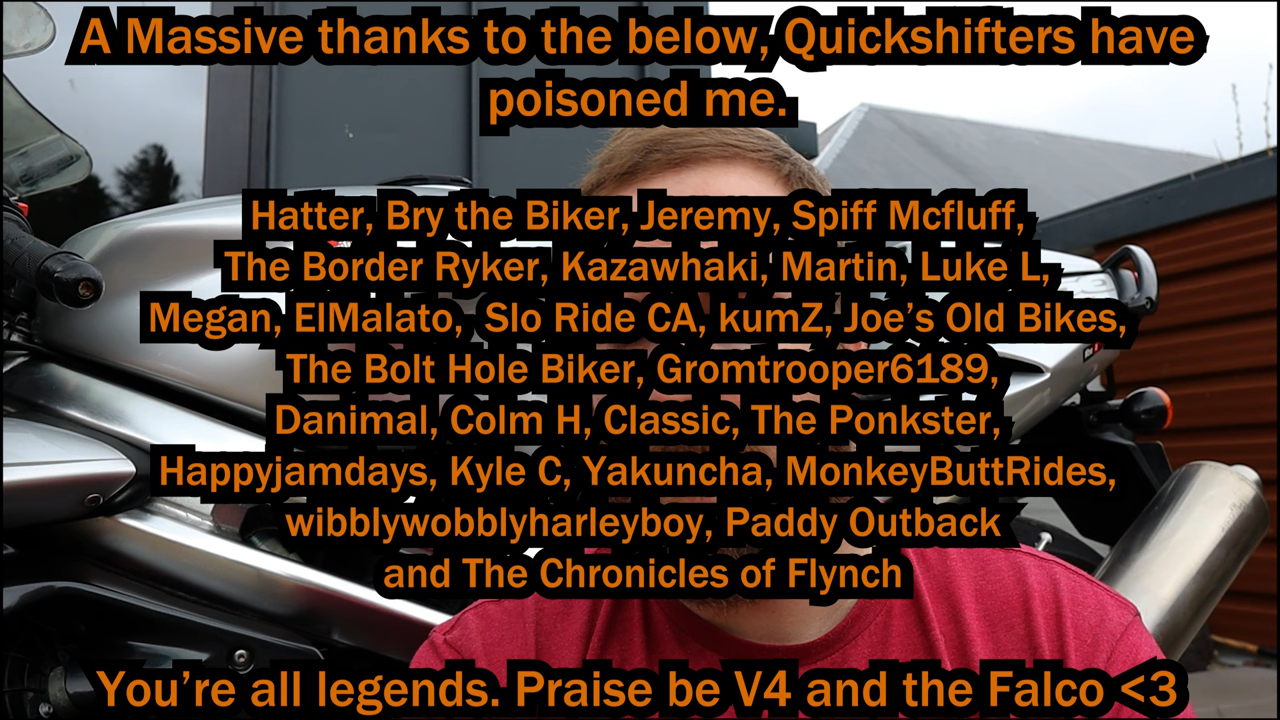 A Massive thanks to the below, Quickshifters have
poisoned me.
Hatter, Bry the Biker, Jeremy, Spiff Mcfluff,
The Border Ryker, Kazawhaki, Martin, Luke L,
Megan, ElMalato,  Slo Ride CA, kumZ, Joe’s Old Bikes,
The Bolt Hole Biker, Gromtrooper6189,
Danimal, Colm H, Classic, The Ponkster,
Happyjamdays, Kyle C, Yakuncha, MonkeyButtRides,
wibblywobblyharleyboy, Paddy Outback
and The Chronicles of Flynch
You’re all legends. Praise be V4 and the Falco <3